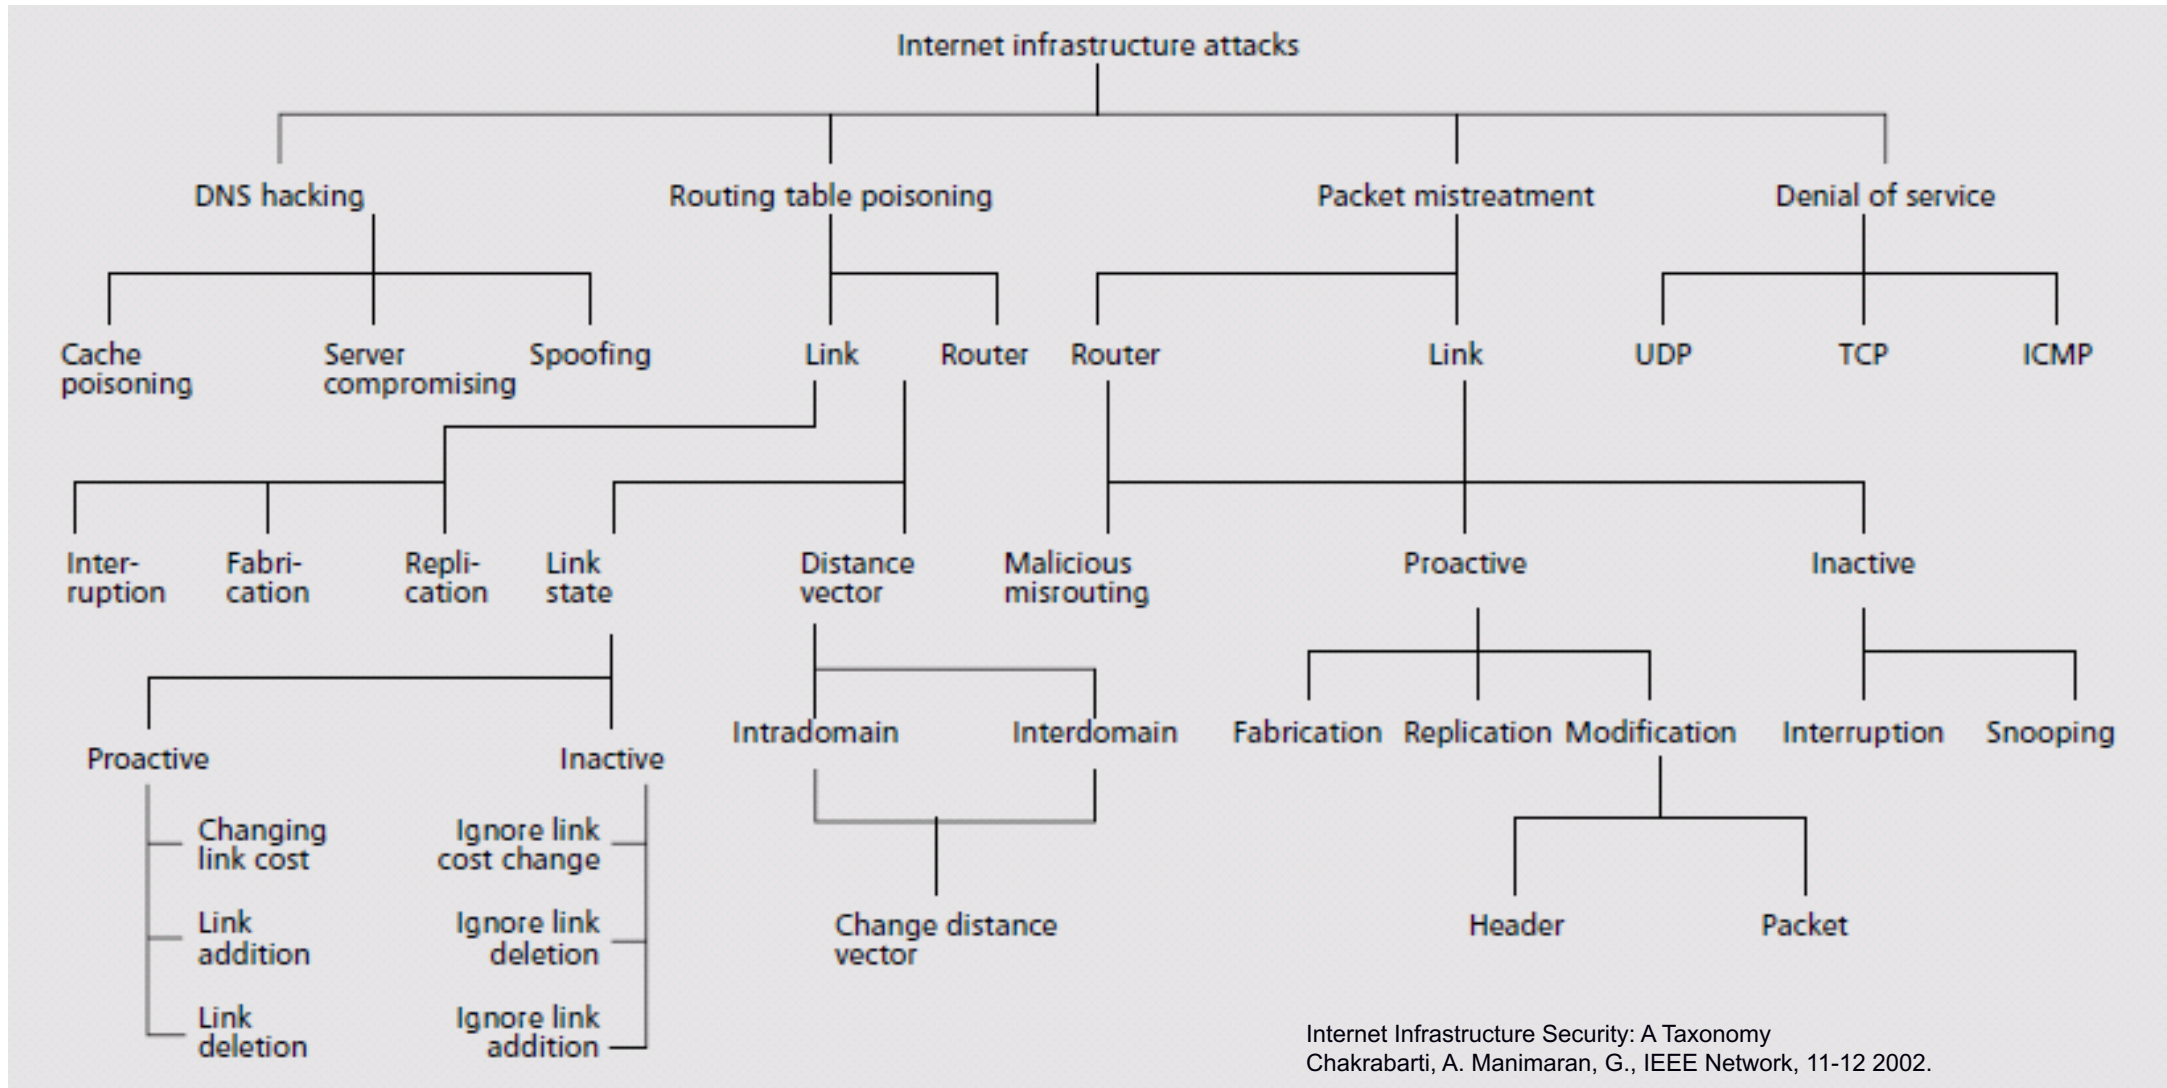 Internet infrastructure attacks
DNS hacking
Routing table poisoning
Packet mistreatment
Denial of service
Cache
poisoning
Server
compromising
Spoofing
Link
Router
Router
Link
UDP
TCP
ICMP
Inter-
ruption
Fabri-
cation
Repli-
cation
Link
state
Distance
vector
Malicious
misrouting
Proactive
Inactive
Proactive
Inactive
Intradomain
Interdomain
Fabrication
Replication
Modification
Interruption
Snooping
Changing
link cost
Ignore link
cost change
Link
addition
Ignore link
deletion
Link
deletion
Ignore link
addition
Change distance
vector
Header
Packet
Internet Infrastructure Security: A Taxonomy
Chakrabarti, A. Manimaran, G., IEEE Network, 11-12 2002.